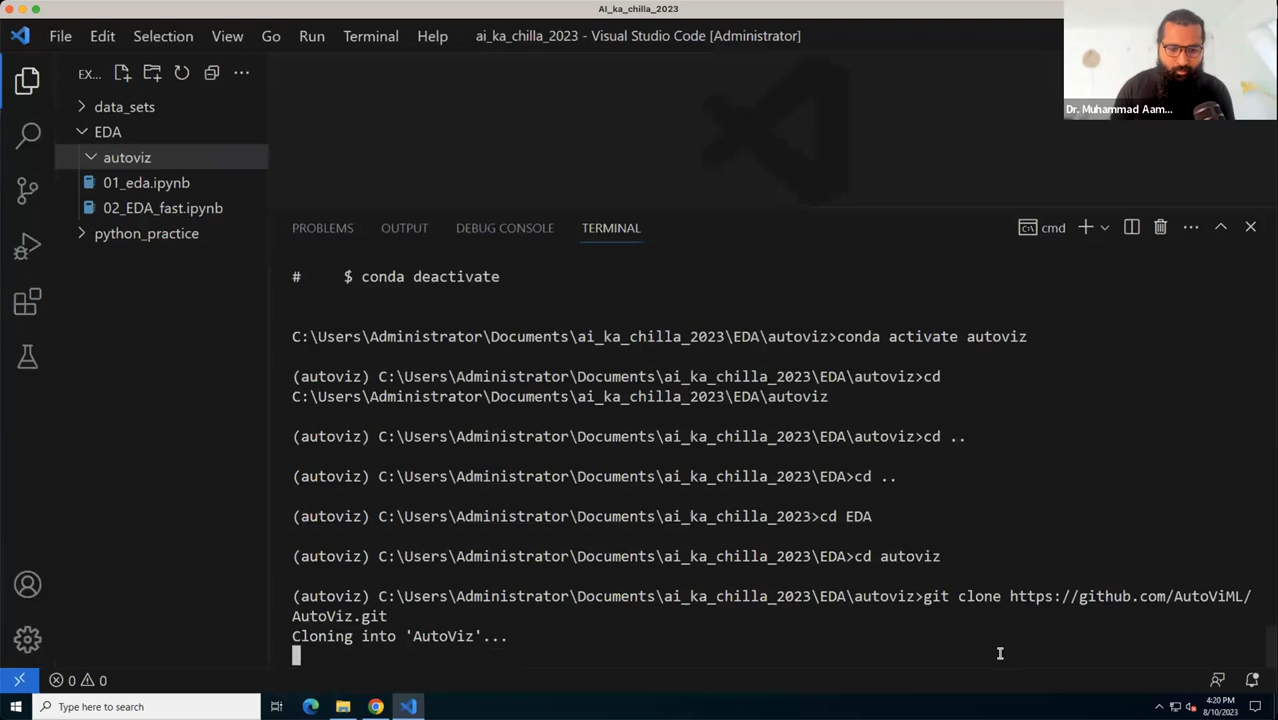 AI_ka_chilla_2023
File Edit Selection View Go Run Terminal Help ai_ka_chilla_2023 - Visual Studio Code [Administrator]
Dr. Muhammad Aam...
EX...
data_sets
EDA
autoviz
01_eda.ipynb
02_EDA_fast.ipynb
python_practice
PROBLEMS OUTPUT DEBUG CONSOLE TERMINAL cmd
# $ conda deactivate
C:\Users\Administrator\Documents\ai_ka_chilla_2023\EDA\autoviz>conda activate autoviz
(autoviz) C:\Users\Administrator\Documents\ai_ka_chilla_2023\EDA\autoviz>cd
C:\Users\Administrator\Documents\ai_ka_chilla_2023\EDA\autoviz
(autoviz) C:\Users\Administrator\Documents\ai_ka_chilla_2023\EDA\autoviz>cd ..
(autoviz) C:\Users\Administrator\Documents\ai_ka_chilla_2023\EDA>cd ..
(autoviz) C:\Users\Administrator\Documents\ai_ka_chilla_2023>cd EDA
(autoviz) C:\Users\Administrator\Documents\ai_ka_chilla_2023\EDA>cd autoviz
(autoviz) C:\Users\Administrator\Documents\ai_ka_chilla_2023\EDA\autoviz>git clone https://github.com/AutoViML/
AutoViz.git
Cloning into 'AutoViz'...
0 0
Type here to search
4:20 PM
8/10/2023